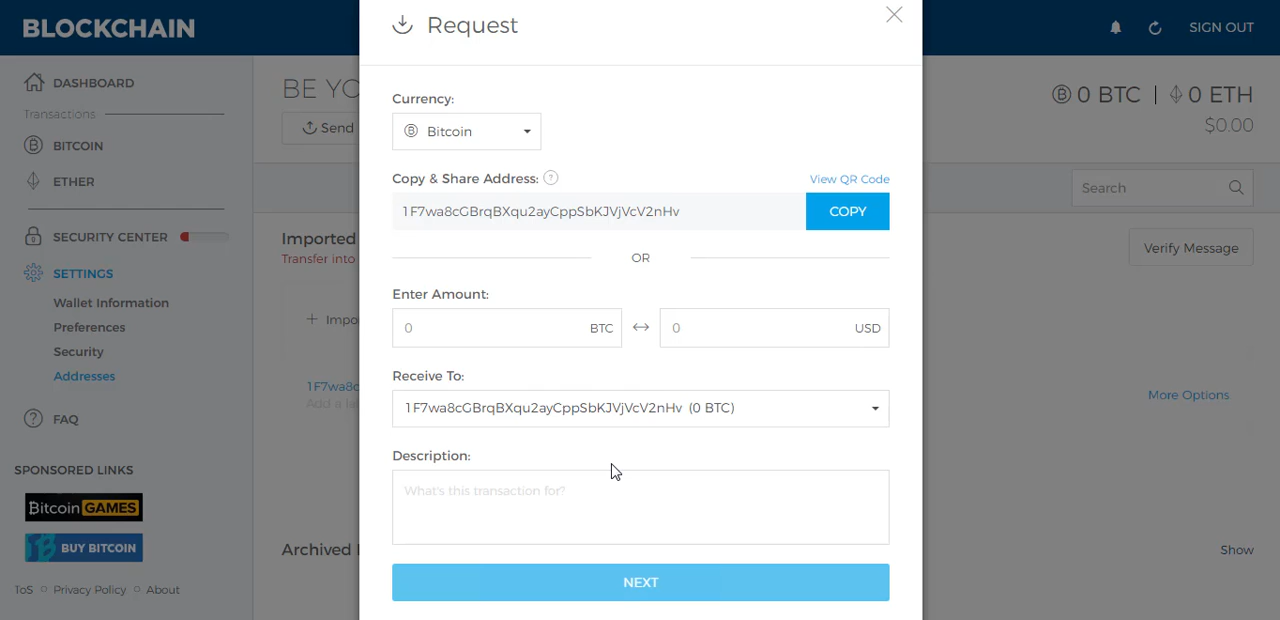 BLOCKCHAIN
SIGN OUT
DASHBOARD
Transactions
BITCOIN
ETHER
SECURITY CENTER
SETTINGS
Wallet Information
Preferences
Security
Addresses
FAQ
SPONSORED LINKS
Bitcoin GAMES
BUY BITCOIN
ToS Privacy Policy About
BE YO
0 BTC | 0 ETH
$0.00
Send
Search
Imported
Transfer into
Verify Message
Impo
1F7wa8c
Add a la
More Options
Archived
Show
Request
Currency:
Bitcoin
Copy & Share Address: ?
View QR Code
1F7wa8cGBrqBXqu2ayCppSbKJVjVcV2nHv
COPY
OR
Enter Amount:
0 BTC
0 USD
Receive To:
1F7wa8cGBrqBXqu2ayCppSbKJVjVcV2nHv (0 BTC)
Description:
What's this transaction for?
NEXT